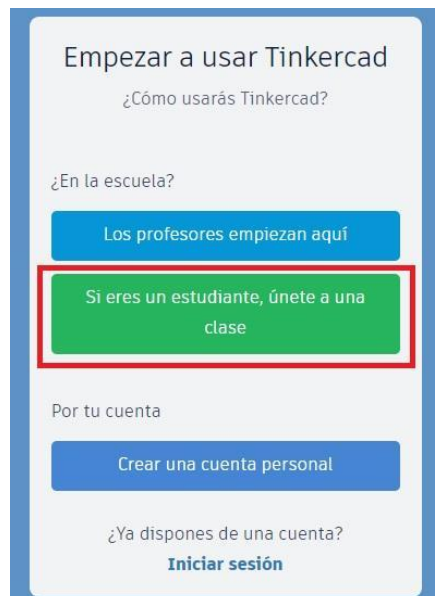 Empezar a usar Tinkercad
¿Cómo usarás Tinkercad?
¿En la escuela?
Los profesores empiezan aquí
Si eres un estudiante, únete a una
clase
Por tu cuenta
Crear una cuenta personal
¿Ya dispones de una cuenta?
Iniciar sesión